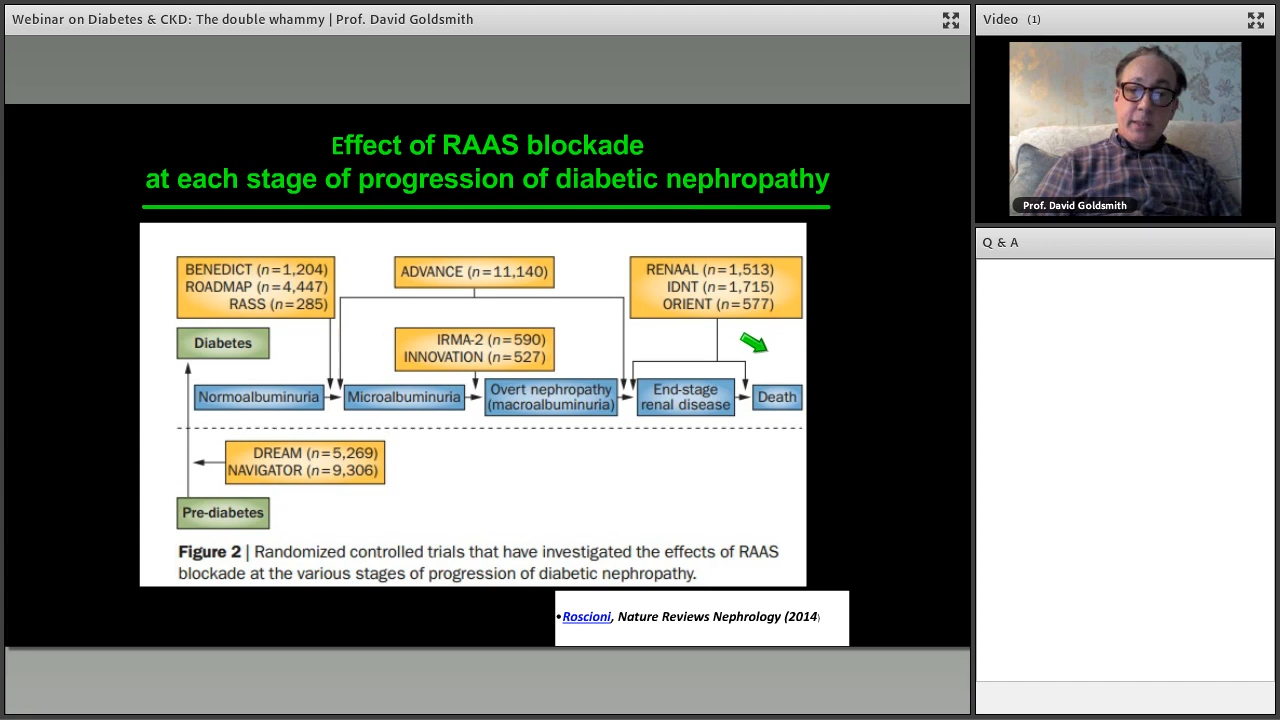 Webinar on Diabetes & CKD: The double whammy | Prof. David Goldsmith
Effect of RAAS blockade
at each stage of progression of diabetic nephropathy
BENEDICT (n=1,204)
ROADMAP (n=4,447)
RASS (n=285)
ADVANCE (n=11,140)
RENAAL (n=1,513)
IDNT (n=1,715)
ORIENT (n=577)
Diabetes
IRMA-2 (n=590)
INNOVATION (n=527)
Normoalbuminuria
Microalbuminuria
Overt nephropathy
(macroalbuminuria)
End-stage
renal disease
Death
DREAM (n=5,269)
NAVIGATOR (n=9,306)
Pre-diabetes
Figure 2 | Randomized controlled trials that have investigated the effects of RAAS
blockade at the various stages of progression of diabetic nephropathy.
•Roscioni, Nature Reviews Nephrology (2014)
Video (1)
Prof. David Goldsmith
Q & A